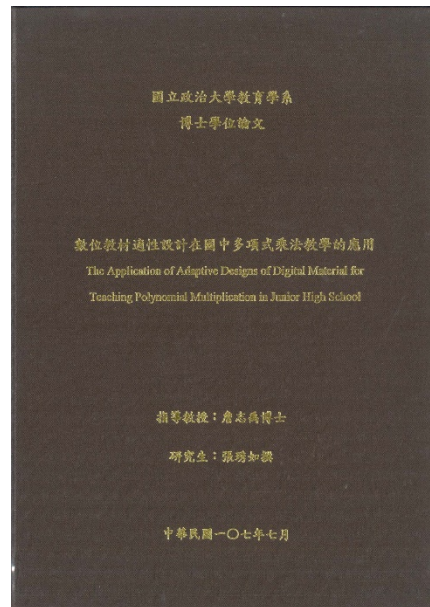 國立政治大學教育學系
博士學位論文
數位教材適性設計在國中多項式乘法教學的應用
The Application of Adaptive Designs of Digital Material for
Teaching Polynomial Multiplication in Junior High School
指導教授：詹志禹博士
研究生：張琇如撰
中華民國一〇七年七月